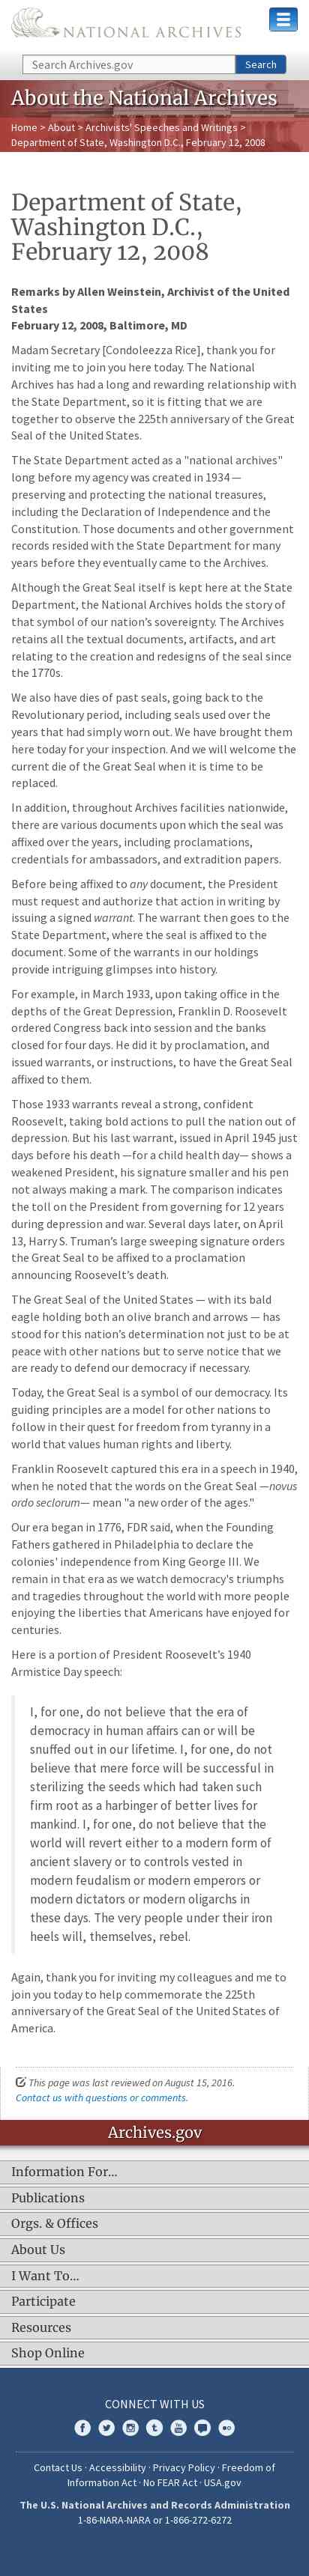 NATIONAL ARCHIVES
Search Archives.gov
Search
About the National Archives
Home > About > Archivists' Speeches and Writings >
Department of State, Washington D.C., February 12, 2008
Department of State,
Washington D.C.,
February 12, 2008
Remarks by Allen Weinstein, Archivist of the United
States
February 12, 2008, Baltimore, MD
Madam Secretary [Condoleezza Rice], thank you for
inviting me to join you here today. The National
Archives has had a long and rewarding relationship with
the State Department, so it is fitting that we are
together to observe the 225th anniversary of the Great
Seal of the United States.
The State Department acted as a "national archives"
long before my agency was created in 1934 —
preserving and protecting the national treasures,
including the Declaration of Independence and the
Constitution. Those documents and other government
records resided with the State Department for many
years before they eventually came to the Archives.
Although the Great Seal itself is kept here at the State
Department, the National Archives holds the story of
that symbol of our nation’s sovereignty. The Archives
retains all the textual documents, artifacts, and art
relating to the creation and redesigns of the seal since
the 1770s.
We also have dies of past seals, going back to the
Revolutionary period, including seals used over the
years that had simply worn out. We have brought them
here today for your inspection. And we will welcome the
current die of the Great Seal when it is time to be
replaced.
In addition, throughout Archives facilities nationwide,
there are various documents upon which the seal was
affixed over the years, including proclamations,
credentials for ambassadors, and extradition papers.
Before being affixed to any document, the President
must request and authorize that action in writing by
issuing a signed warrant. The warrant then goes to the
State Department, where the seal is affixed to the
document. Some of the warrants in our holdings
provide intriguing glimpses into history.
For example, in March 1933, upon taking office in the
depths of the Great Depression, Franklin D. Roosevelt
ordered Congress back into session and the banks
closed for four days. He did it by proclamation, and
issued warrants, or instructions, to have the Great Seal
affixed to them.
Those 1933 warrants reveal a strong, confident
Roosevelt, taking bold actions to pull the nation out of
depression. But his last warrant, issued in April 1945 just
days before his death —for a child health day— shows a
weakened President, his signature smaller and his pen
not always making a mark. The comparison indicates
the toll on the President from governing for 12 years
during depression and war. Several days later, on April
13, Harry S. Truman’s large sweeping signature orders
the Great Seal to be affixed to a proclamation
announcing Roosevelt’s death.
The Great Seal of the United States — with its bald
eagle holding both an olive branch and arrows — has
stood for this nation’s determination not just to be at
peace with other nations but to serve notice that we
are ready to defend our democracy if necessary.
Today, the Great Seal is a symbol of our democracy. Its
guiding principles are a model for other nations to
follow in their quest for freedom from tyranny in a
world that values human rights and liberty.
Franklin Roosevelt captured this era in a speech in 1940,
when he noted that the words on the Great Seal —novus
ordo seclorum— mean "a new order of the ages."
Our era began in 1776, FDR said, when the Founding
Fathers gathered in Philadelphia to declare the
colonies' independence from King George III. We
remain in that era as we watch democracy's triumphs
and tragedies throughout the world with more people
enjoying the liberties that Americans have enjoyed for
centuries.
Here is a portion of President Roosevelt’s 1940
Armistice Day speech:
I, for one, do not believe that the era of
democracy in human affairs can or will be
snuffed out in our lifetime. I, for one, do not
believe that mere force will be successful in
sterilizing the seeds which had taken such
firm root as a harbinger of better lives for
mankind. I, for one, do not believe that the
world will revert either to a modern form of
ancient slavery or to controls vested in
modern feudalism or modern emperors or
modern dictators or modern oligarchs in
these days. The very people under their iron
heels will, themselves, rebel.
Again, thank you for inviting my colleagues and me to
join you today to help commemorate the 225th
anniversary of the Great Seal of the United States of
America.
This page was last reviewed on August 15, 2016.
Contact us with questions or comments.
Archives.gov
Information For…
Publications
Orgs. & Offices
About Us
I Want To…
Participate
Resources
Shop Online
CONNECT WITH US
Contact Us · Accessibility · Privacy Policy · Freedom of
Information Act · No FEAR Act · USA.gov
The U.S. National Archives and Records Administration
1-86-NARA-NARA or 1-866-272-6272